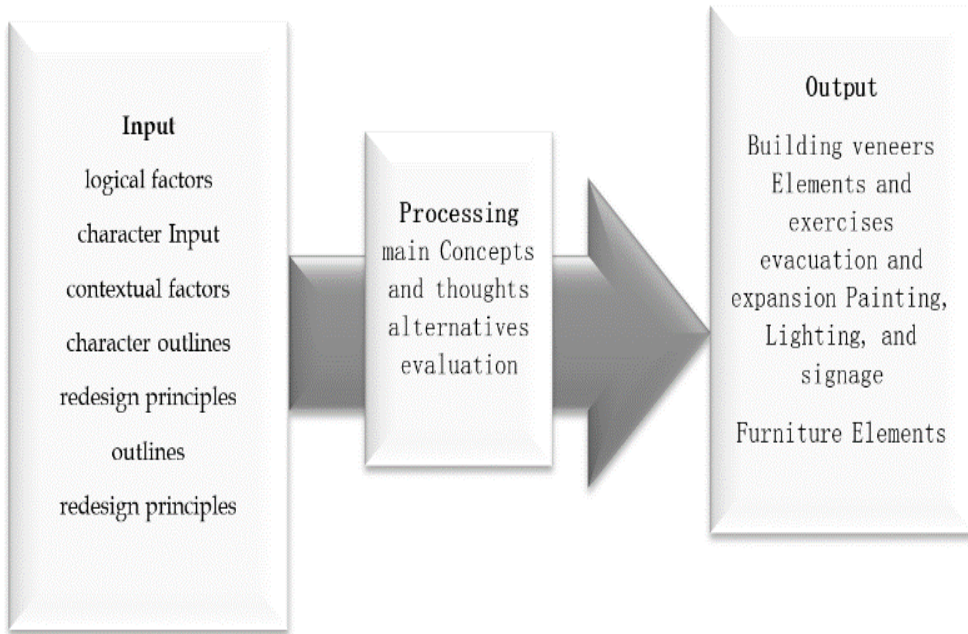 Input
logical factors
character Input
contextual factors
character outlines
redesign principles
outlines
redesign principles
Processing
main Concepts
and thoughts
alternatives
evaluation
Output
Building veneers
Elements and
exercises
evacuation and
expansion Painting,
Lighting, and
signage
Furniture Elements